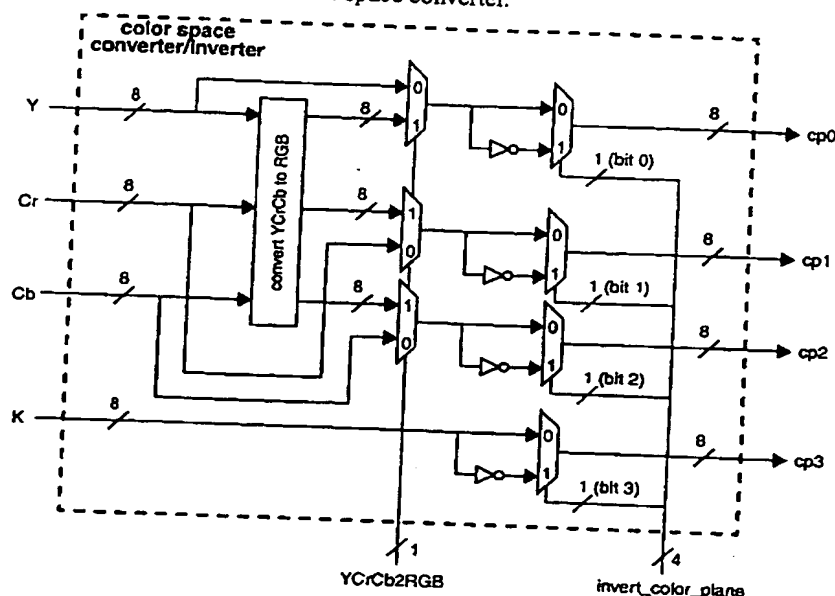 space converter.
color space
converter/inverter
Y
8
0
1
8
0
1
8
cp0
1 (bit 0)
Cr
8
convert YCrCb to RGB
8
1
0
0
1
8
cp1
1 (bit 1)
Cb
8
8
1
0
0
1
8
cp2
1 (bit 2)
K
8
0
1
8
cp3
1 (bit 3)
1
YCrCb2RGB
4
invert_color_plane